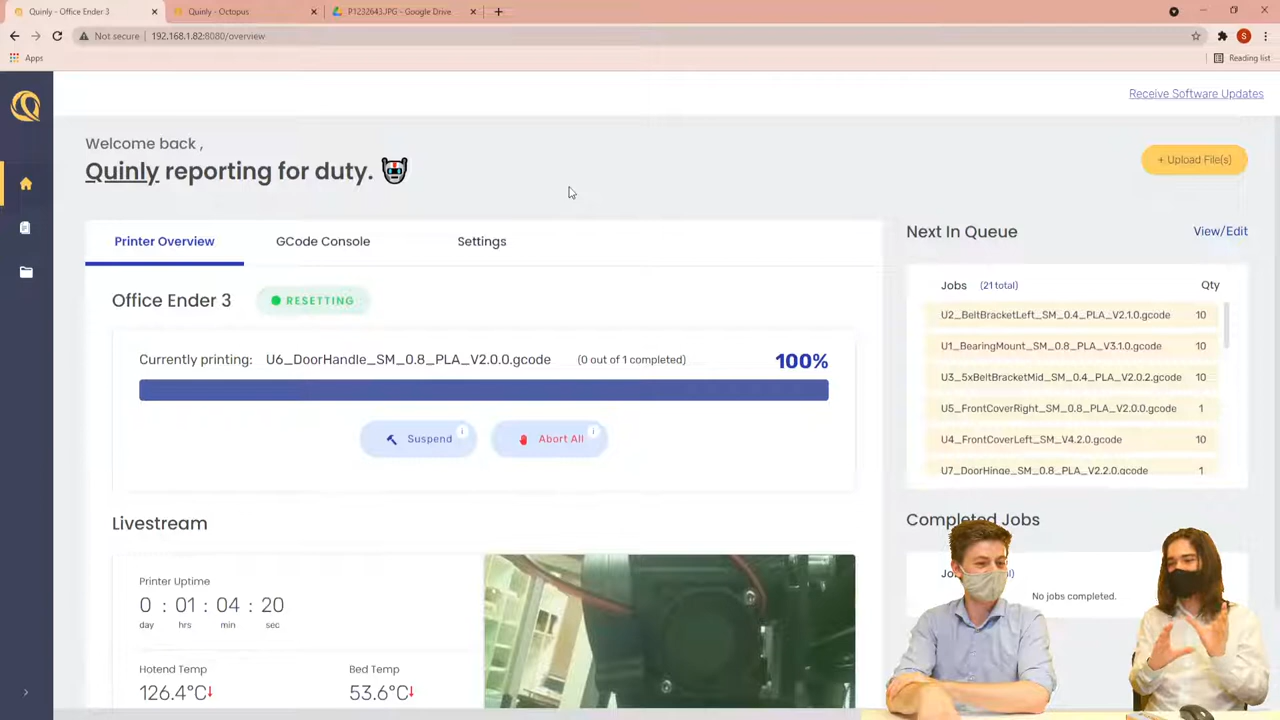 Quinly - Office Ender 3
Quinly - Octopus
P1232643.JPG - Google Drive
Not secure
192.168.1.82:8080/overview
S
Apps
Reading list
Receive Software Updates
Welcome back ,
Quinly reporting for duty.
+ Upload File(s)
Printer Overview
GCode Console
Settings
Next In Queue
View/Edit
Office Ender 3
RESETTING
Jobs (21 total)
Qty
U2_BeltBracketLeft_SM_0.4_PLA_V2.1.0.gcode 10
U1_BearingMount_SM_0.8_PLA_V3.1.0.gcode 10
U3_5xBeltBracketMid_SM_0.4_PLA_V2.0.2.gcode 10
U5_FrontCoverRight_SM_0.8_PLA_V2.0.0.gcode 1
U4_FrontCoverLeft_SM_V4.2.0.gcode 10
U7_DoorHinge_SM_0.8_PLA_V2.2.0.gcode 1
Currently printing: U6_DoorHandle_SM_0.8_PLA_V2.0.0.gcode (0 out of 1 completed) 100%
Suspend i
Abort All i
Livestream
Completed Jobs
No jobs completed.
Printer Uptime
0 : 01 : 04 : 20
day hrs min sec
Hotend Temp
Bed Temp
126.4°C↓
53.6°C↓